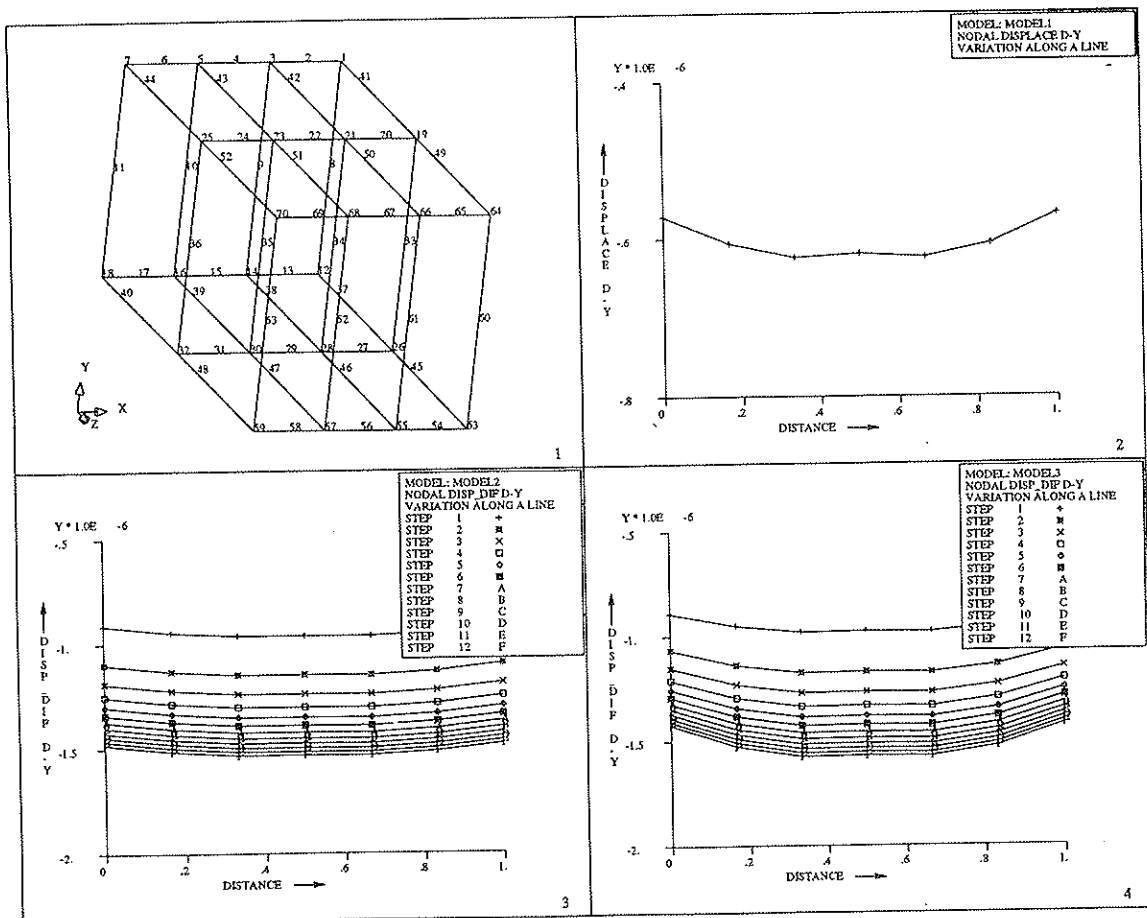 7 6 5 4 3 2 1
44 43 42 41
25 24 23 22 21 20 19
52 9 51 8 50 49
11 10
70 69 68 67 66 65 64
36 35 34 33
18 17 16 15 14 13 12
40 39 38 37
63 62 61 60
32 31 30 29 28 27 26
48 47 46 45
59 58 57 56 55 54 53
Y
X
Z
1
MODEL: MODEL1
NODAL DISPLACE D-Y
VARIATION ALONG A LINE
Y * 1.0E -6
-.4
-.6
-.8
DISPLACE D-Y
0 .2 .4 .6 .8 1.
DISTANCE
2
MODEL: MODEL2
NODAL DISP_DIF D-Y
VARIATION ALONG A LINE
STEP 1 +
STEP 2
STEP 3 ×
STEP 4
STEP 5
STEP 6
STEP 7 A
STEP 8 B
STEP 9 C
STEP 10 D
STEP 11 E
STEP 12 F
Y * 1.0E -6
-.5
-1.
-1.5
-2.
DISP_DIF D-Y
0 .2 .4 .6 .8 1.
DISTANCE
3
MODEL: MODEL3
NODAL DISP_DIF D-Y
VARIATION ALONG A LINE
STEP 1 +
STEP 2
STEP 3 ×
STEP 4
STEP 5
STEP 6
STEP 7 A
STEP 8 B
STEP 9 C
STEP 10 D
STEP 11 E
STEP 12 F
Y * 1.0E -6
-.5
-1.
-1.5
-2.
DISP_DIF D-Y
0 .2 .4 .6 .8 1.
DISTANCE
4